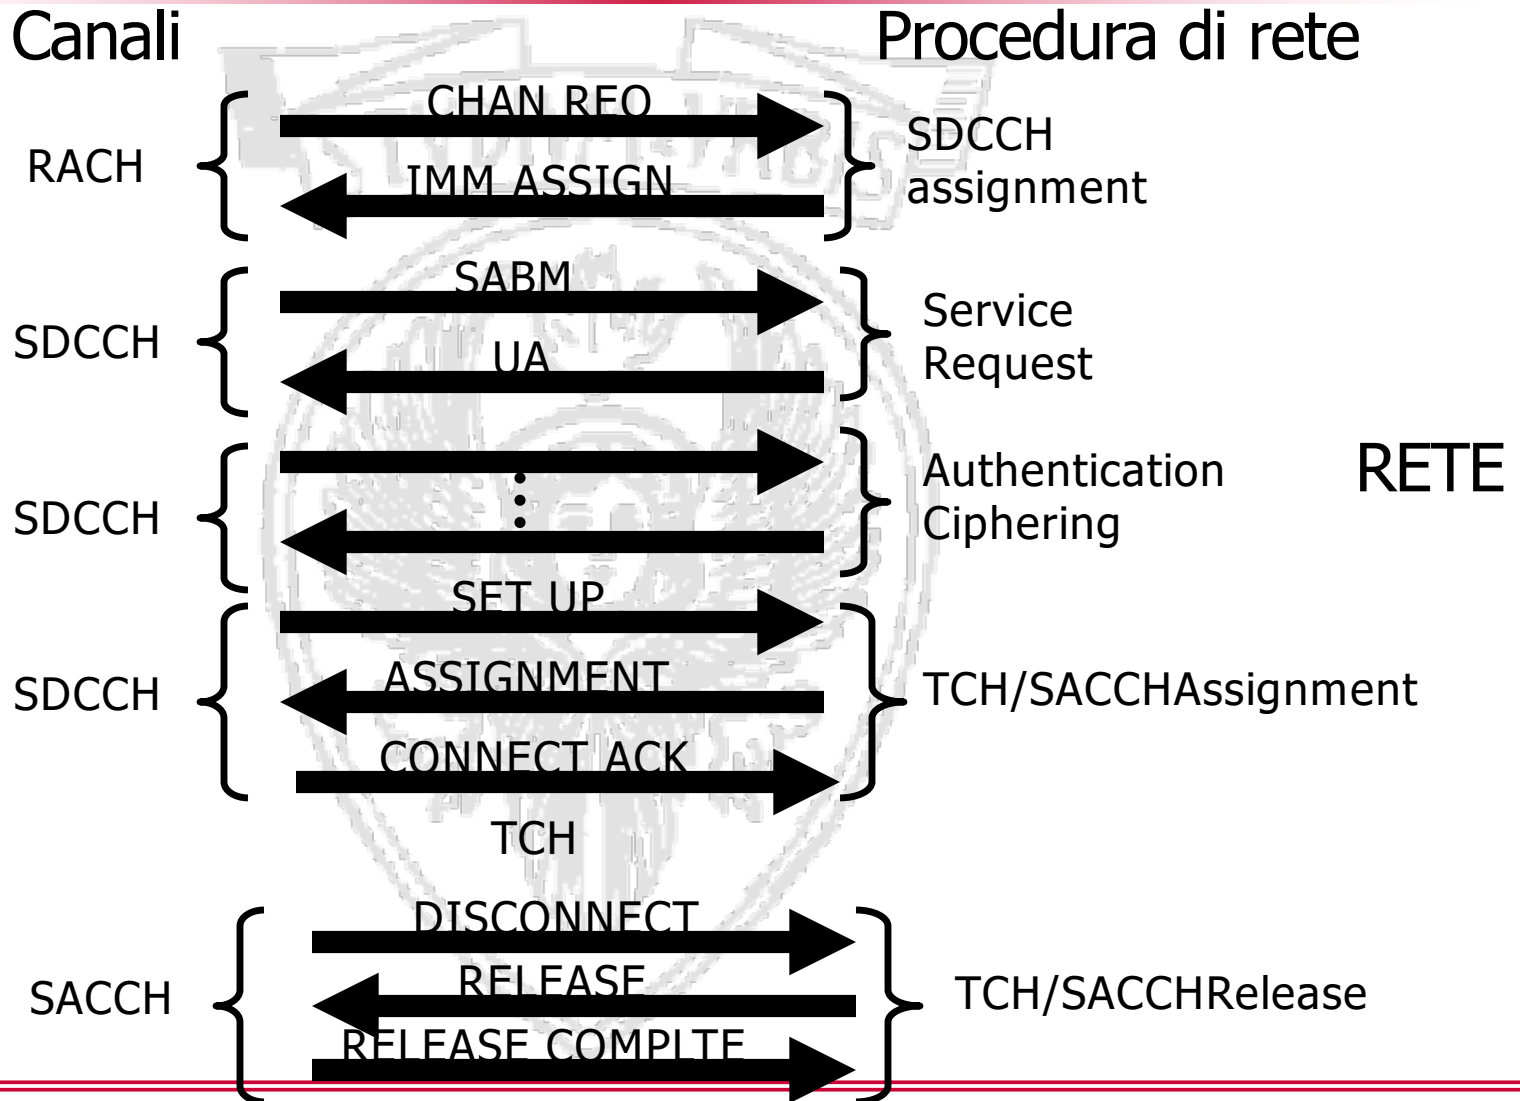 Canali
Procedura di rete
CHAN REQ
RACH
IMM ASSIGN
SDCCH
assignment
SABM
SDCCH
UA
Service
Request
SDCCH
Authentication
Ciphering
RETE
SET UP
SDCCH
ASSIGNMENT
CONNECT ACK
TCH/SACCHAssignment
TCH
DISCONNECT
SACCH
RELEASE
RELEASE COMPLTE
TCH/SACCHRelease